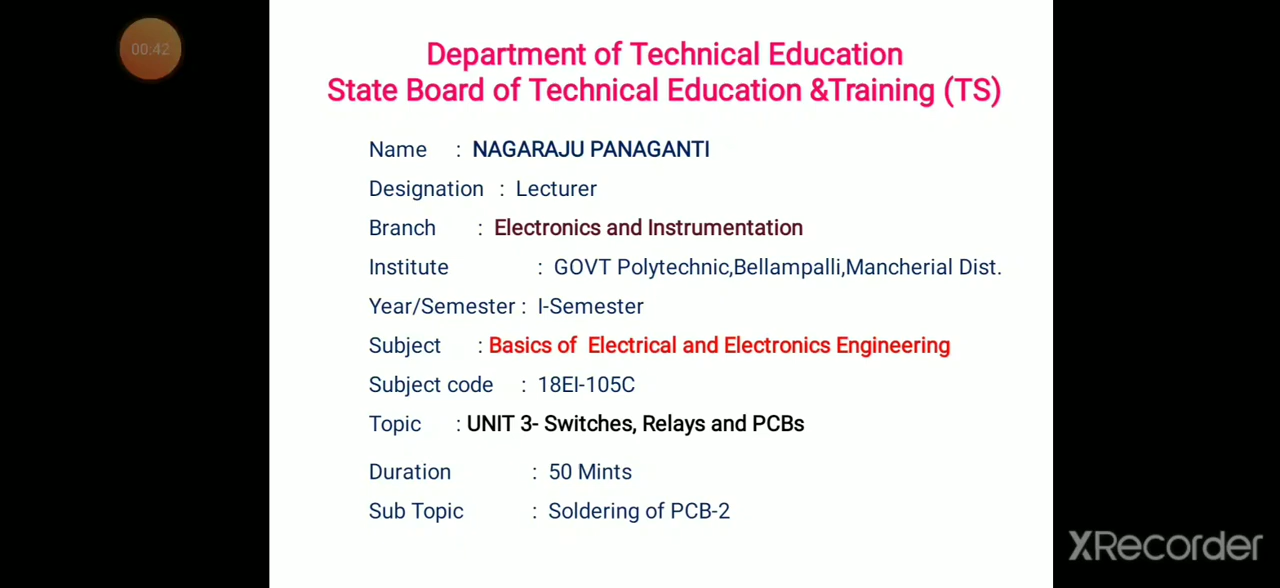 00:42
Department of Technical Education
State Board of Technical Education &Training (TS)
Name : NAGARAJU PANAGANTI
Designation : Lecturer
Branch : Electronics and Instrumentation
Institute : GOVT Polytechnic,Bellampalli,Mancherial Dist.
Year/Semester : I-Semester
Subject : Basics of Electrical and Electronics Engineering
Subject code : 18EI-105C
Topic : UNIT 3- Switches, Relays and PCBs
Duration : 50 Mints
Sub Topic : Soldering of PCB-2
XRecorder